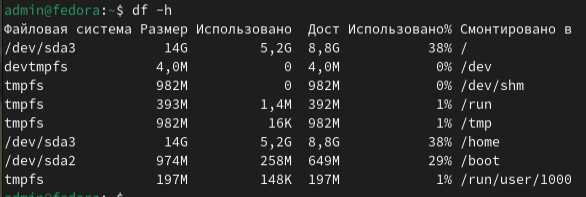 admin@fedora:~$ df -h
Файловая система Размер Использовано Дост Использовано% Смонтировано в
/dev/sda3 14G 5,2G 8,8G 38% /
devtmpfs 4,0M 0 4,0M 0% /dev
tmpfs 982M 0 982M 0% /dev/shm
tmpfs 393M 1,4M 392M 1% /run
tmpfs 982M 16K 982M 1% /tmp
/dev/sda3 14G 5,2G 8,8G 38% /home
/dev/sda2 974M 258M 649M 29% /boot
tmpfs 197M 148K 197M 1% /run/user/1000
admin@fedora:~$